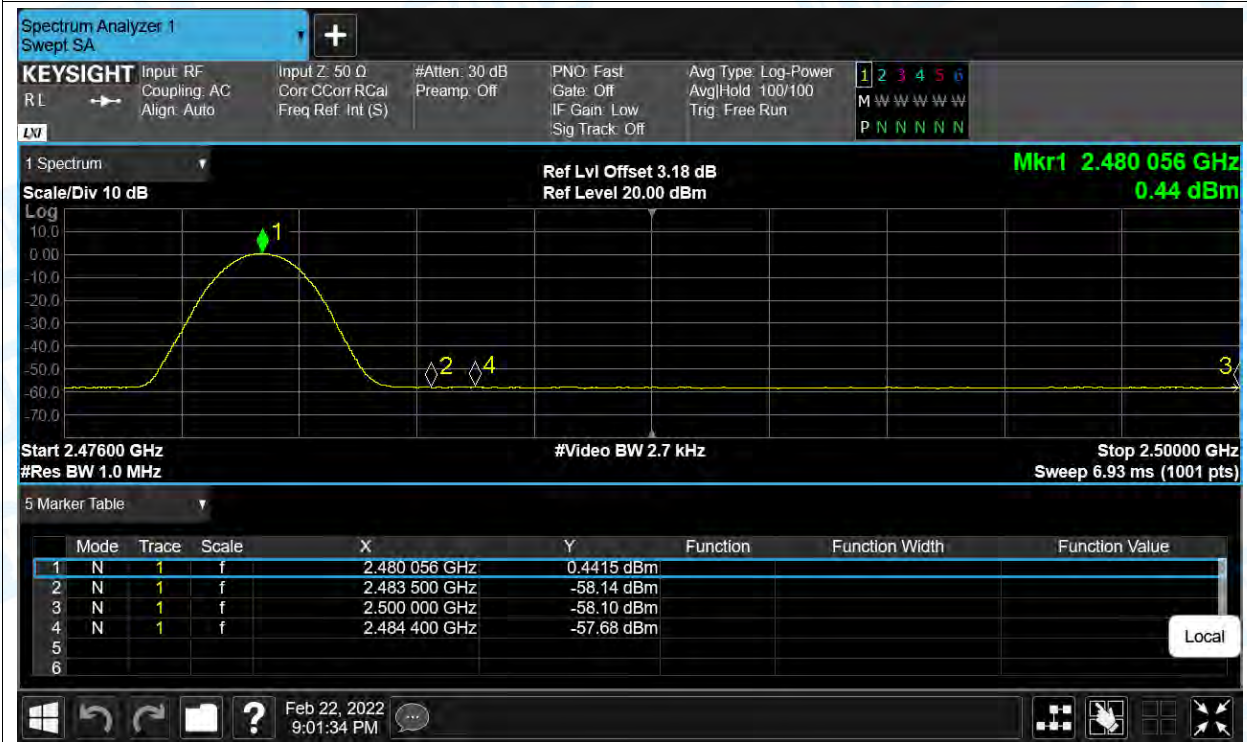 Spectrum Analyzer 1
Swept SA
+
KEYSIGHT
R L
LXI
Input: RF
Coupling: AC
Align: Auto
Input Z: 50 Ω
Corr CCorr RCal
Freq Ref: Int (S)
#Atten: 30 dB
Preamp: Off
PNO: Fast
Gate: Off
IF Gain: Low
Sig Track: Off
Avg Type: Log-Power
Avg|Hold: 100/100
Trig: Free Run
1 2 3 4 5 6
M W W W W W
P N N N N N
1 Spectrum
Scale/Div 10 dB
Ref Lvl Offset 3.18 dB
Ref Level 20.00 dBm
Mkr1 2.480 056 GHz
0.44 dBm
Log
10.0
0.00
-10.0
-20.0
-30.0
-40.0
-50.0
-60.0
-70.0
1
2
4
3
Start 2.47600 GHz
#Video BW 2.7 kHz
Stop 2.50000 GHz
#Res BW 1.0 MHz
Sweep 6.93 ms (1001 pts)
5 Marker Table
Mode Trace Scale X Y Function Function Width Function Value
1 N 1 f 2.480 056 GHz 0.4415 dBm
2 N 1 f 2.483 500 GHz -58.14 dBm
3 N 1 f 2.500 000 GHz -58.10 dBm
4 N 1 f 2.484 400 GHz -57.68 dBm
5
6
Local
?
Feb 22, 2022
9:01:34 PM